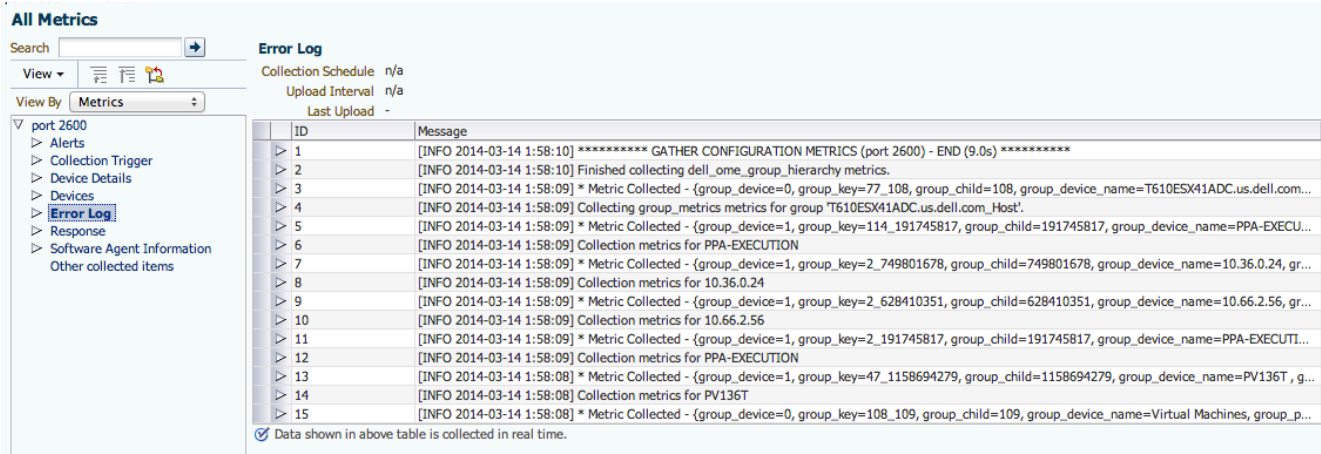 All Metrics
Search
View
View By Metrics
port 2600
Alerts
Collection Trigger
Device Details
Devices
Error Log
Response
Software Agent Information
Other collected items
Error Log
Collection Schedule n/a
Upload Interval n/a
Last Upload -
ID Message
1 [INFO 2014-03-14 1:58:10] ********** GATHER CONFIGURATION METRICS (port 2600) - END (9.0s) **********
2 [INFO 2014-03-14 1:58:10] Finished collecting dell_ome_group_hierarchy metrics.
3 [INFO 2014-03-14 1:58:09] * Metric Collected - {group_device=0, group_key=77_108, group_child=108, group_device_name=T610ESX41ADC.us.dell.com...
4 [INFO 2014-03-14 1:58:09] Collecting group_metrics metrics for group 'T610ESX41ADC.us.dell.com_Host'.
5 [INFO 2014-03-14 1:58:09] * Metric Collected - {group_device=1, group_key=114_191745817, group_child=191745817, group_device_name=PPA-EXECU...
6 [INFO 2014-03-14 1:58:09] Collection metrics for PPA-EXECUTION
7 [INFO 2014-03-14 1:58:09] * Metric Collected - {group_device=1, group_key=2_749801678, group_child=749801678, group_device_name=10.36.0.24, gr...
8 [INFO 2014-03-14 1:58:09] Collection metrics for 10.36.0.24
9 [INFO 2014-03-14 1:58:09] * Metric Collected - {group_device=1, group_key=2_628410351, group_child=628410351, group_device_name=10.66.2.56, gr...
10 [INFO 2014-03-14 1:58:09] Collection metrics for 10.66.2.56
11 [INFO 2014-03-14 1:58:09] * Metric Collected - {group_device=1, group_key=2_191745817, group_child=191745817, group_device_name=PPA-EXECUTI...
12 [INFO 2014-03-14 1:58:09] Collection metrics for PPA-EXECUTION
13 [INFO 2014-03-14 1:58:08] * Metric Collected - {group_device=1, group_key=47_1158694279, group_child=1158694279, group_device_name=PV136T , g...
14 [INFO 2014-03-14 1:58:08] Collection metrics for PV136T
15 [INFO 2014-03-14 1:58:08] * Metric Collected - {group_device=0, group_key=108_109, group_child=109, group_device_name=Virtual Machines, group_p...
Data shown in above table is collected in real time.